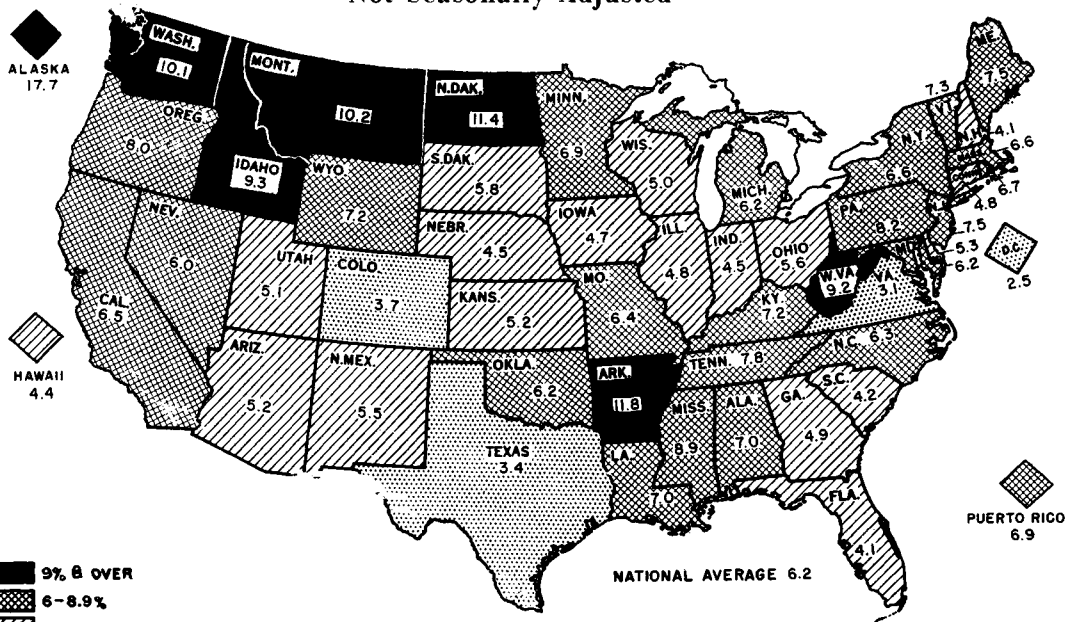 Not Seasonally Adjusted
ALASKA
17.7
WASH.
10.1
MONT.
10.2
N.DAK.
11.4
MINN.
6.9
OREG.
8.0
IDAHO
9.3
WYO.
7.2
S.DAK.
5.8
WIS.
5.0
MICH.
6.2
ME.
7.5
7.3
VT.
N.H.
4.1
6.6
6.7
4.8
N.Y.
6.6
PA.
8.2
N.J.
7.5
5.3
6.2
MD.
D.C.
2.5
NEV.
6.0
CAL.
6.5
UTAH
5.1
COLO.
3.7
NEBR.
4.5
IOWA
4.7
ILL.
4.8
IND.
4.5
OHIO
5.6
W.VA.
9.2
VA.
3.1
KANS.
5.2
MO.
6.4
KY.
7.2
N.C. 6.3
TENN. 7.8
HAWAII
4.4
ARIZ.
5.2
N.MEX.
5.5
OKLA.
6.2
ARK.
11.8
S.C.
4.2
MISS.
8.9
ALA.
7.0
GA.
4.9
TEXAS
3.4
LA.
7.0
FLA.
4.1
PUERTO RICO
6.9
NATIONAL AVERAGE 6.2
9% & OVER
6-8.9%